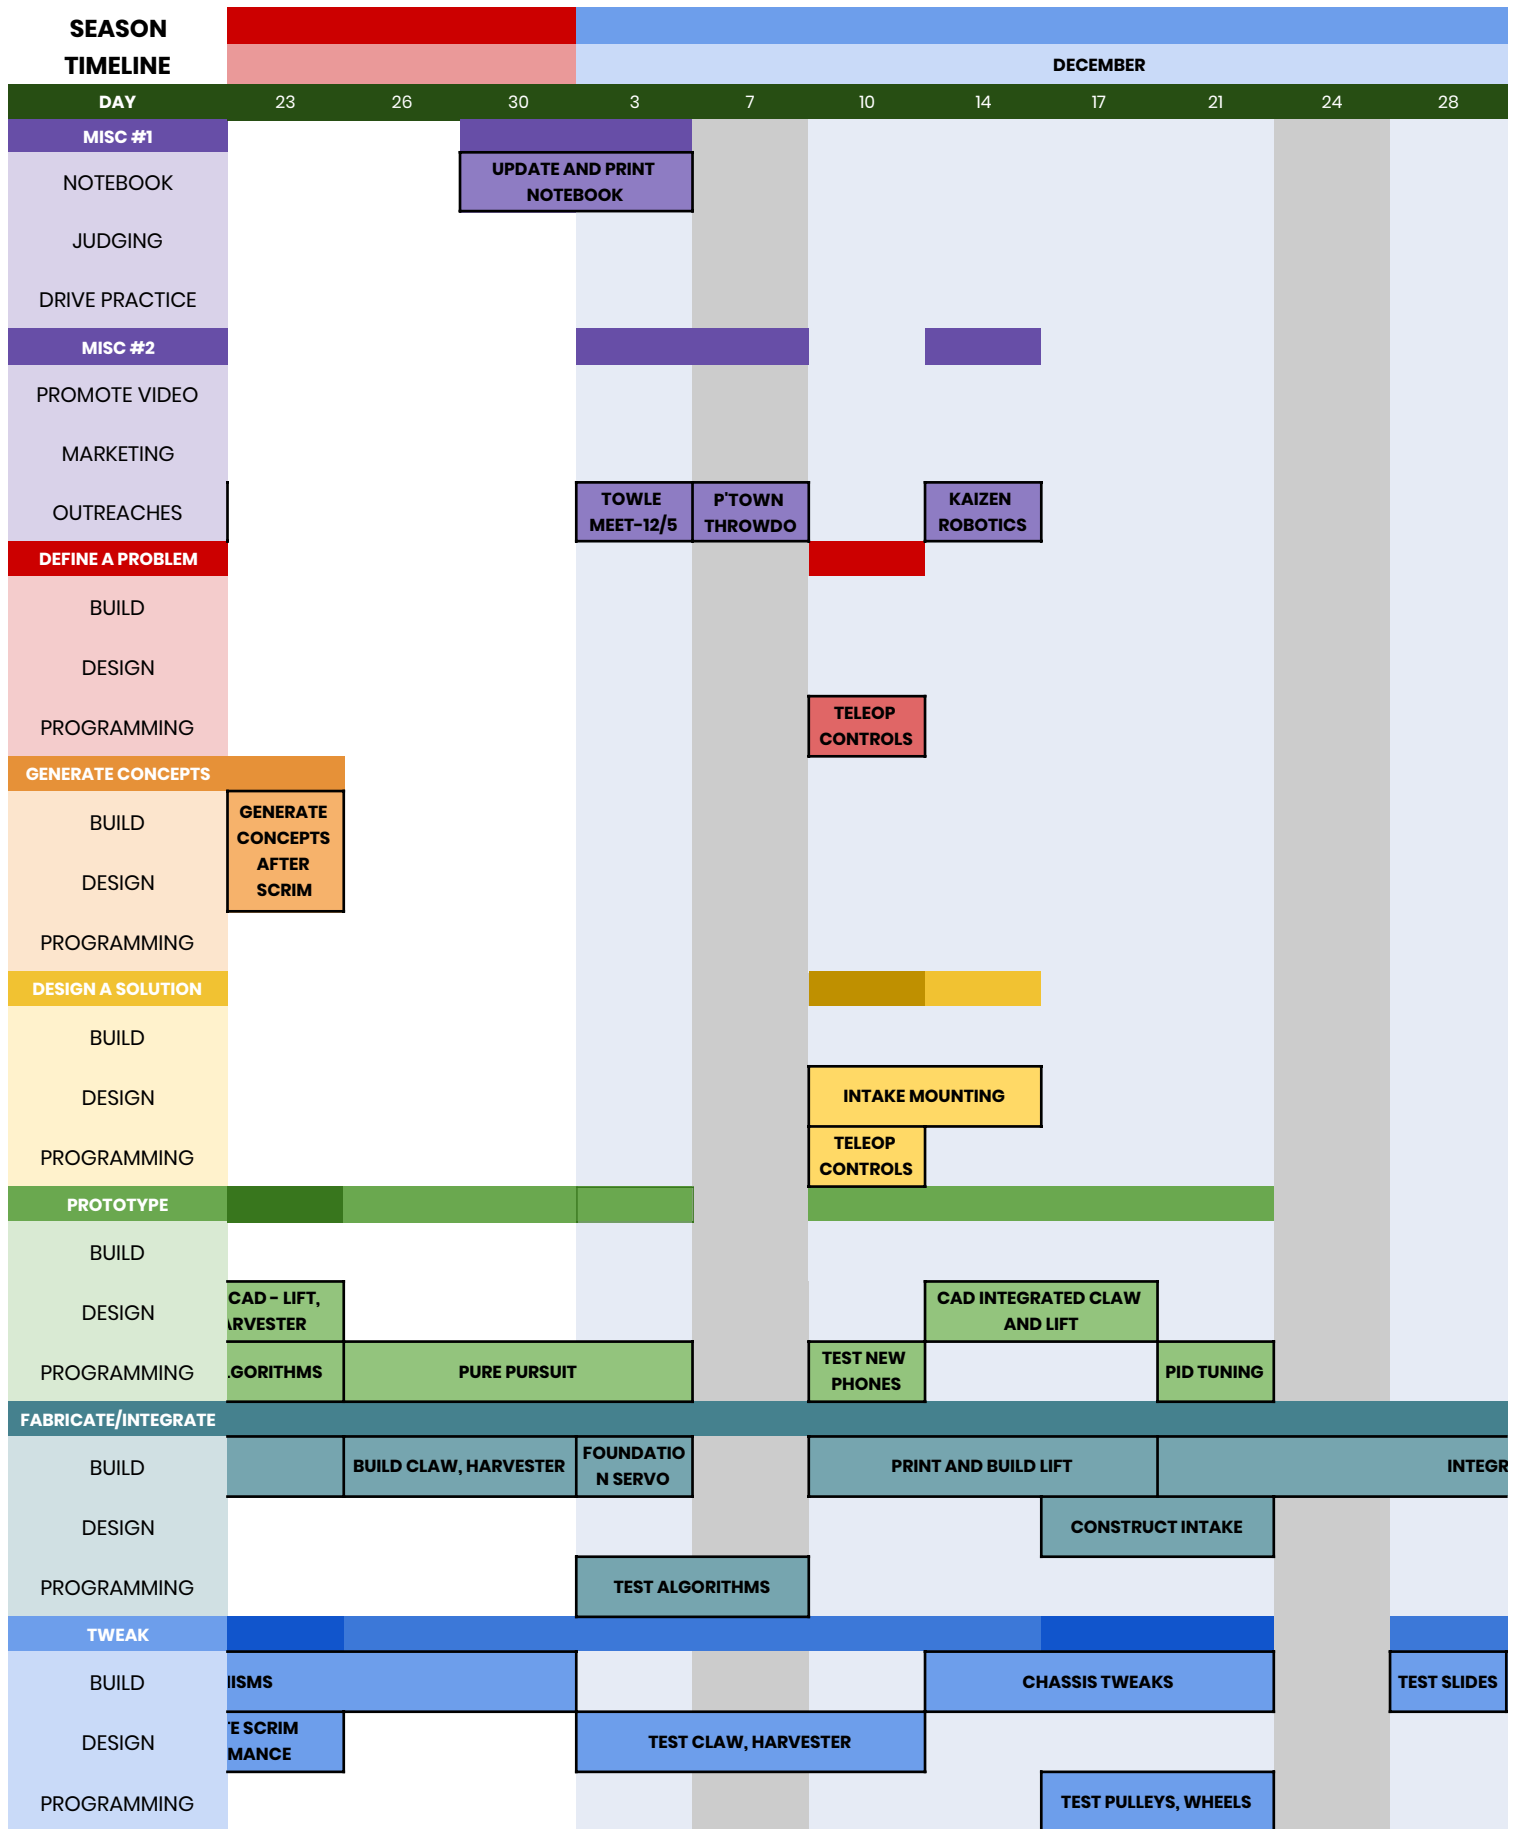 SEASON
TIMELINE
DECEMBER
DAY 23 26 30 3 7 10 14 17 21 24 28
MISC #1
NOTEBOOK
UPDATE AND PRINT
NOTEBOOK
JUDGING
DRIVE PRACTICE
MISC #2
PROMOTE VIDEO
MARKETING
OUTREACHES
TOWLE
MEET-12/5
P'TOWN
THROWDO
KAIZEN
ROBOTICS
DEFINE A PROBLEM
BUILD
DESIGN
PROGRAMMING
TELEOP
CONTROLS
GENERATE CONCEPTS
BUILD
GENERATE
CONCEPTS
AFTER
SCRIM
DESIGN
PROGRAMMING
DESIGN A SOLUTION
BUILD
DESIGN
INTAKE MOUNTING
PROGRAMMING
TELEOP
CONTROLS
PROTOTYPE
BUILD
DESIGN
CAD - LIFT,
ARVESTER
CAD INTEGRATED CLAW
AND LIFT
PROGRAMMING
GORITHMS
PURE PURSUIT
TEST NEW
PHONES
PID TUNING
FABRICATE/INTEGRATE
BUILD
BUILD CLAW, HARVESTER
FOUNDATIO
N SERVO
PRINT AND BUILD LIFT
INTEGR
DESIGN
CONSTRUCT INTAKE
PROGRAMMING
TEST ALGORITHMS
TWEAK
BUILD
ISMS
CHASSIS TWEAKS
TEST SLIDES
DESIGN
E SCRIM
MANCE
TEST CLAW, HARVESTER
PROGRAMMING
TEST PULLEYS, WHEELS